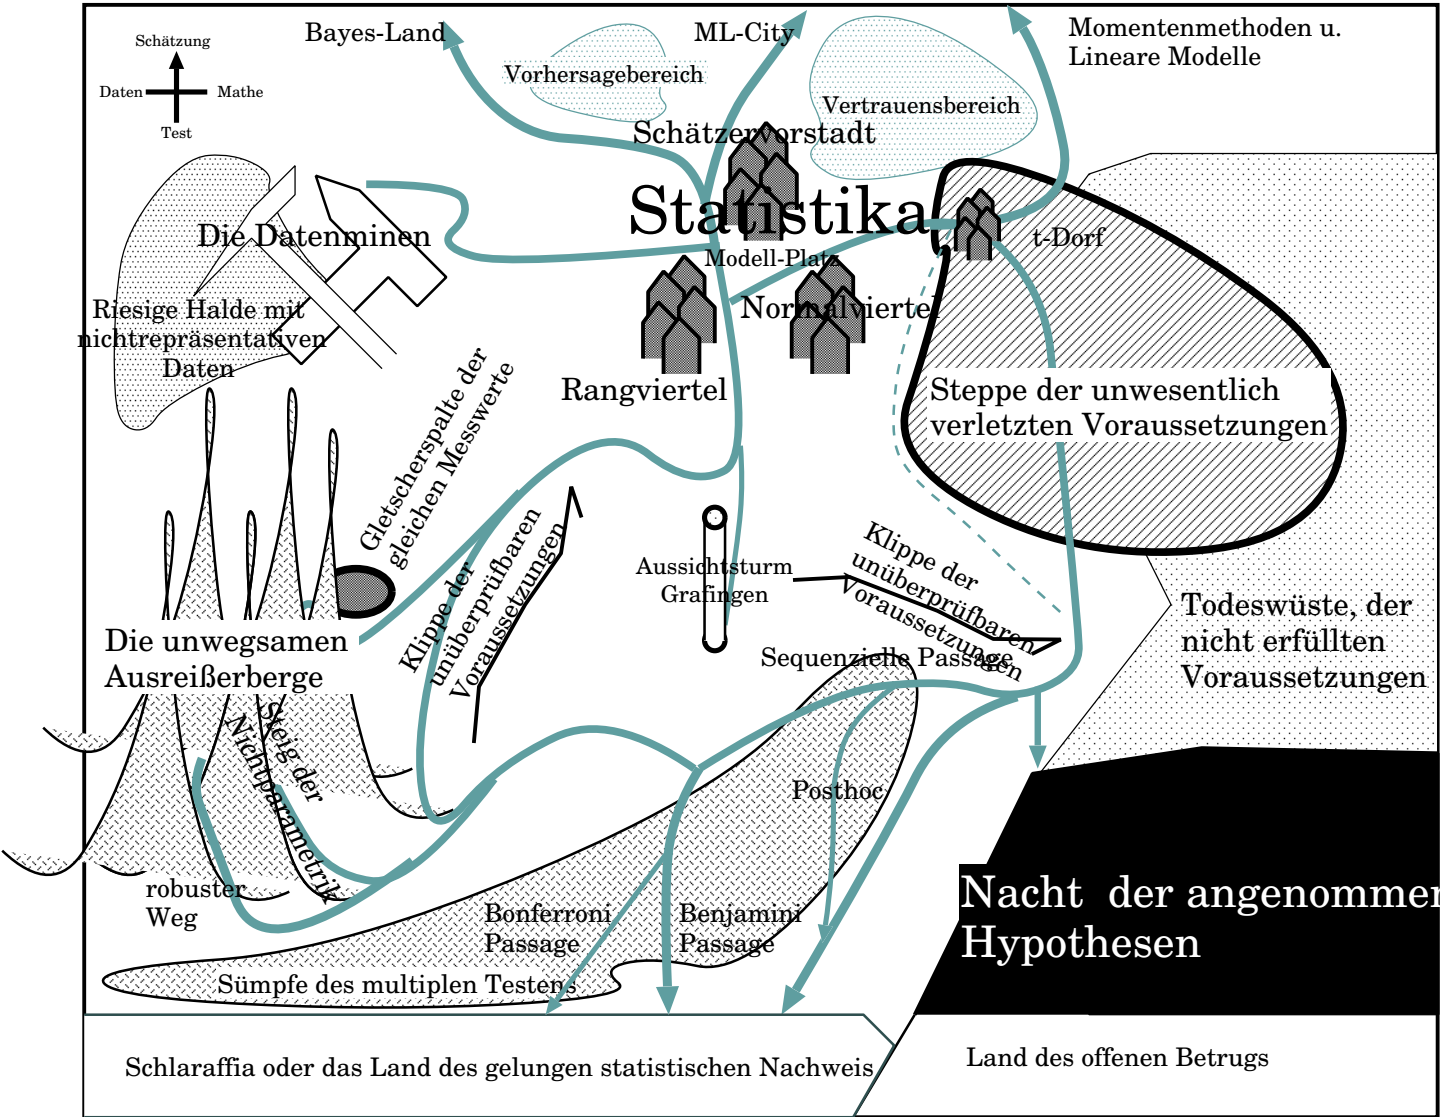 Bayes-Land
ML-City
Momentenmethoden u.
Lineare Modelle
Schätzung
Daten
Mathe
Test
Vorhersagebereich
Vertrauensbereich
Schätzervorstadt
Statistika
Die Datenminen
t-Dorf
Modell-Platz
Riesige Halde mit
nichtrepräsentativen
Daten
Normalviertel
Rangviertel
Steppe der unwesentlich
verletzten Voraussetzungen
Gletscherspalte der
gleichen Messwerte
Klippe der
unüberprüfbaren
Voraussetzungen
Aussichtsturm
Grafingen
Klippe der
unüberprüfbaren
Voraussetzungen
Todeswüste, der
nicht erfüllten
Voraussetzungen
Die unwegsamen
Ausreißerberge
Sequenzielle Passage
Steig der
Nichtparametrik
Posthoc
robuster
Weg
Bonferroni
Passage
Benjamini
Passage
Nacht der angenommen
Hypothesen
Sümpfe des multiplen Testens
Schlaraffia oder das Land des gelungen statistischen Nachweis
Land des offenen Betrugs